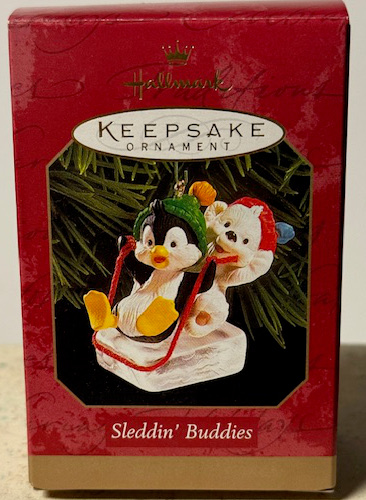 Hallmark
KEEPSAKE
ORNAMENT
Sleddin' Buddies